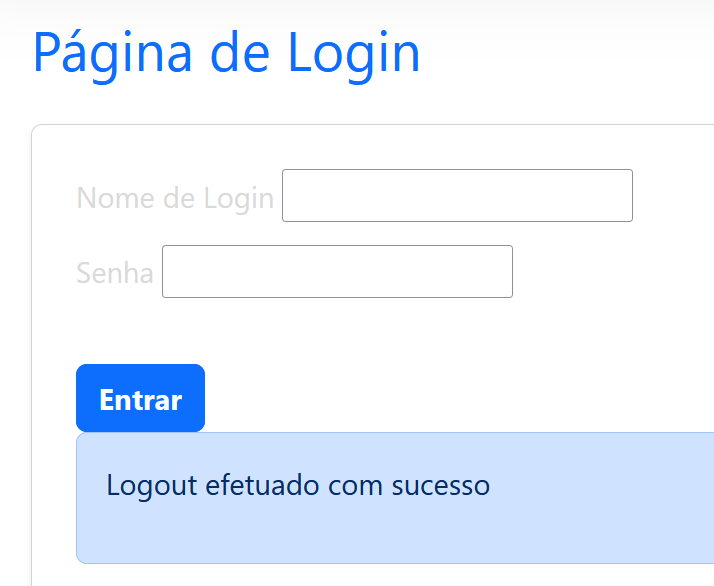 Página de Login
Nome de Login
Senha
Entrar
Logout efetuado com sucesso